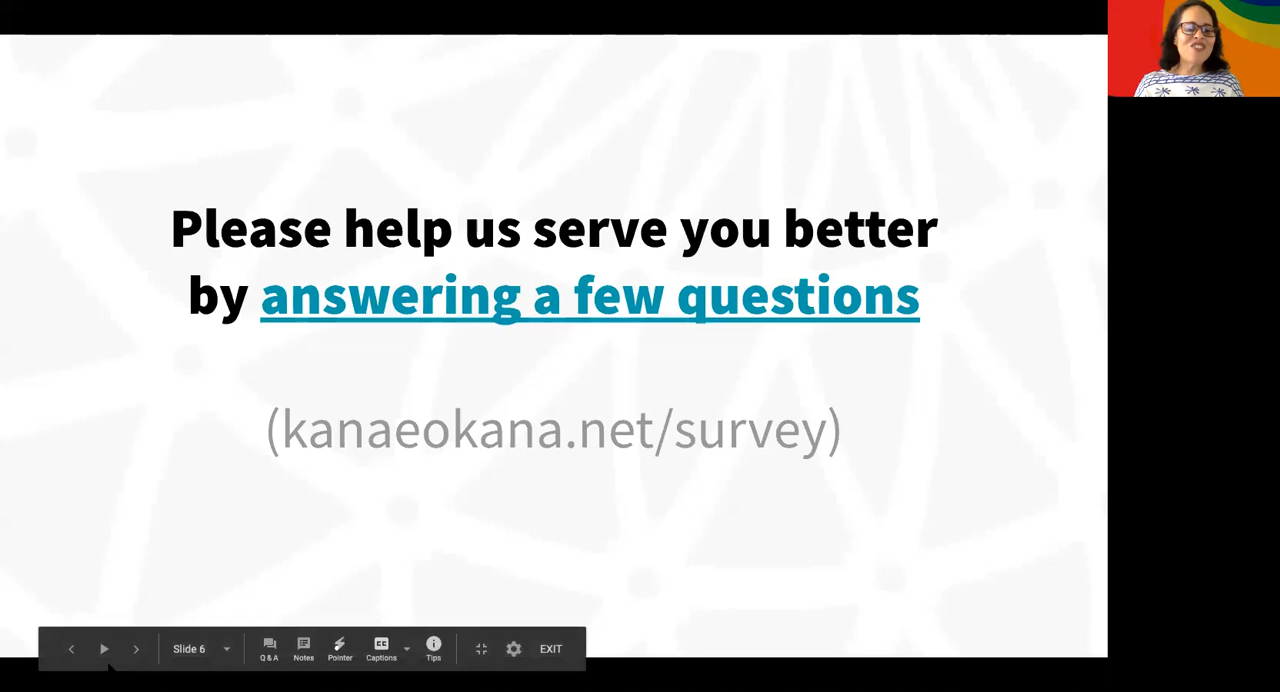 Please help us serve you better
by answering a few questions
(kanaeokana.net/survey)
Slide 6
Q & A
Notes
Pointer
Captions
Tips
EXIT